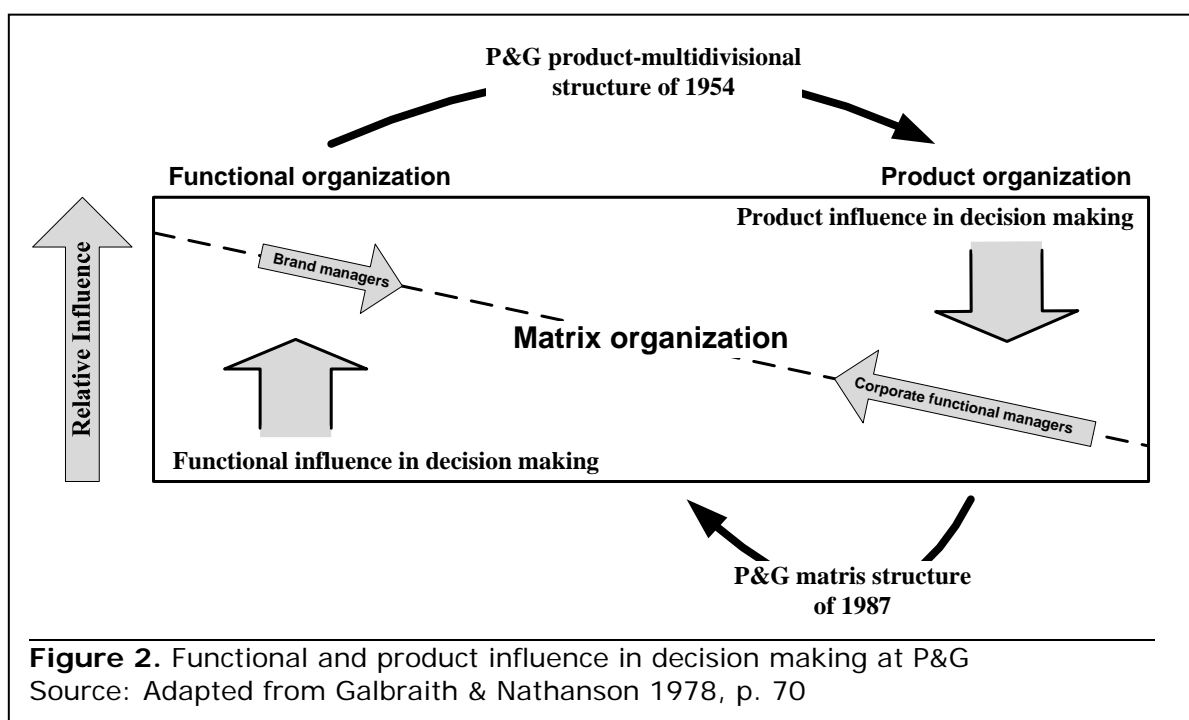 P&G product-multidivisional
structure of 1954
Functional organization
Product organization
Relative Influence
Product influence in decision making
Brand managers
Matrix organization
Corporate functional managers
Functional influence in decision making
P&G matris structure
of 1987
Figure 2. Functional and product influence in decision making at P&G
Source: Adapted from Galbraith & Nathanson 1978, p. 70